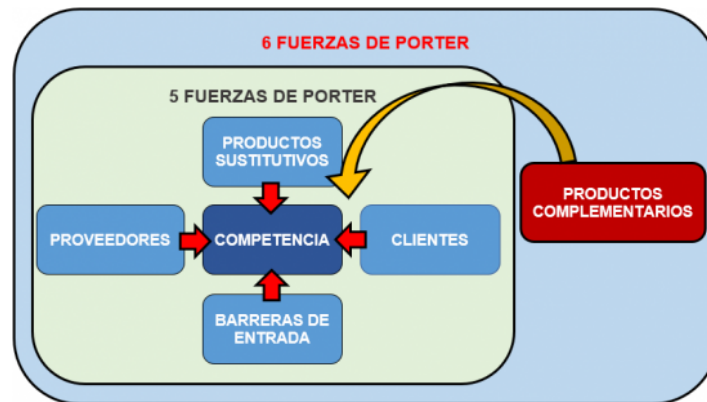 6 FUERZAS DE PORTER
5 FUERZAS DE PORTER
PRODUCTOS
SUSTITUTIVOS
PROVEEDORES
COMPETENCIA
CLIENTES
BARRERAS DE
ENTRADA
PRODUCTOS
COMPLEMENTARIOS